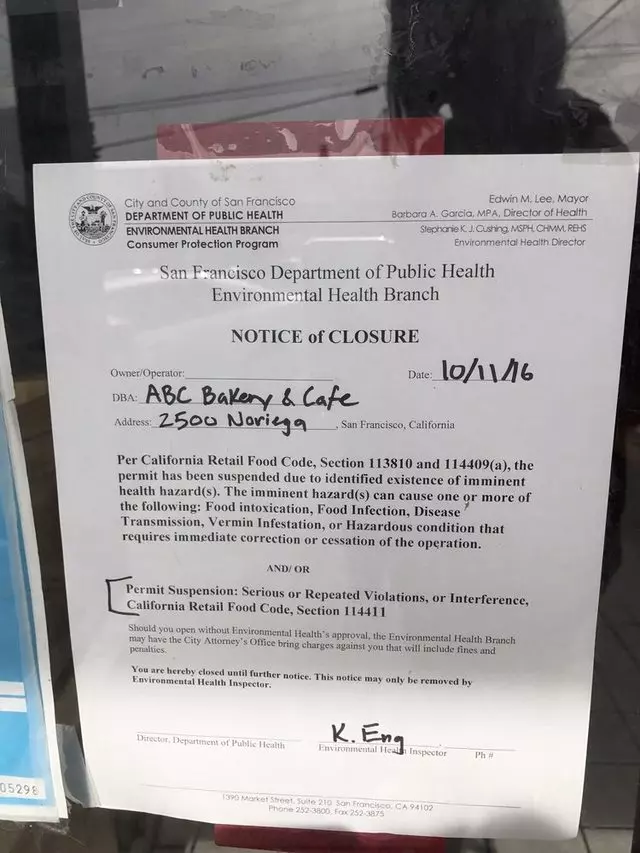 City and County of San Francisco
DEPARTMENT OF PUBLIC HEALTH
ENVIRONMENTAL HEALTH BRANCH
Consumer Protection Program
Edwin M. Lee, Mayor
Barbara A. Garcia, MPA, Director of Health
Stephanie K. J. Cushing, MSPH, CHMM, REHS
Environmental Health Director
San Francisco Department of Public Health
Environmental Health Branch
NOTICE of CLOSURE
Owner/Operator:
Date: 10/11/16
DBA: ABC Bakery & Cafe
Address: 2500 Noriega, San Francisco, California
Per California Retail Food Code, Section 113810 and 114409(a), the
permit has been suspended due to identified existence of imminent
health hazard(s). The imminent hazard(s) can cause one or more of
the following: Food intoxication, Food Infection, Disease
Transmission, Vermin Infestation, or Hazardous condition that
requires immediate correction or cessation of the operation.
AND/ OR
Permit Suspension: Serious or Repeated Violations, or Interference,
California Retail Food Code, Section 114411
Should you open without Environmental Health's approval, the Environmental Health Branch
may have the City Attorney's Office bring charges against you that will include fines and
penalties.
You are hereby closed until further notice. This notice may only be removed by
Environmental Health Inspector.
K. Eng
Director, Department of Public Health
Environmental Health Inspector
Ph #
1390 Market Street, Suite 210 San Francisco, CA 94102
Phone 252-3800, Fax 252-3875
05298